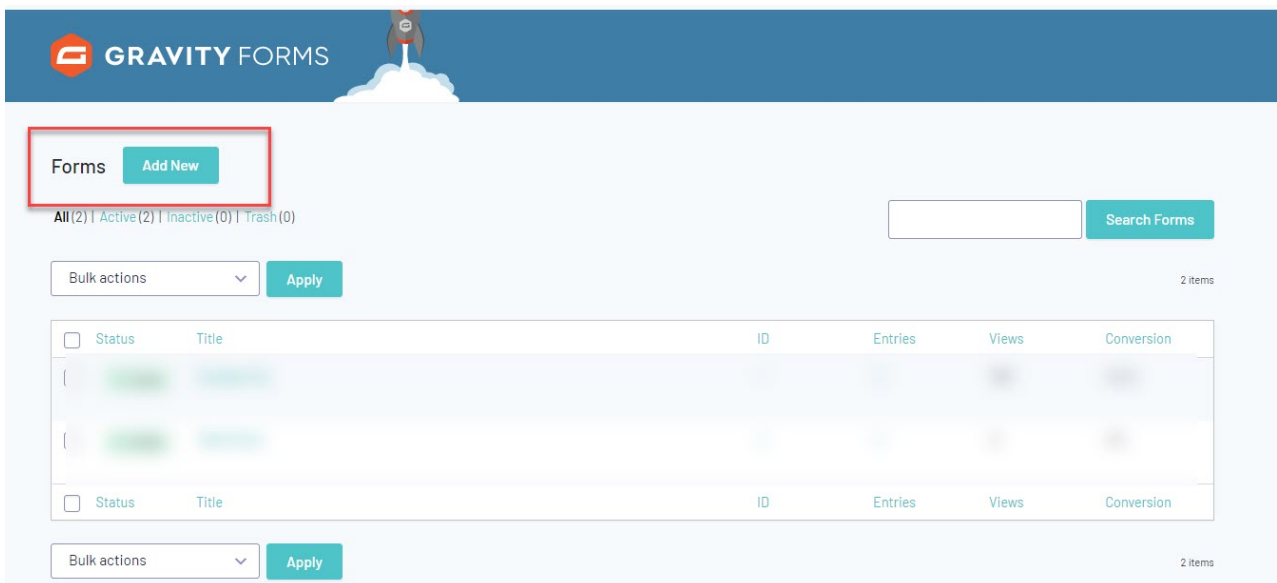 GRAVITY FORMS
Forms Add New
All (2) | Active (2) | Inactive (0) | Trash (0)
Search Forms
Bulk actions Apply 2 items
Status Title ID Entries Views Conversion
Status Title ID Entries Views Conversion
Bulk actions Apply 2 items